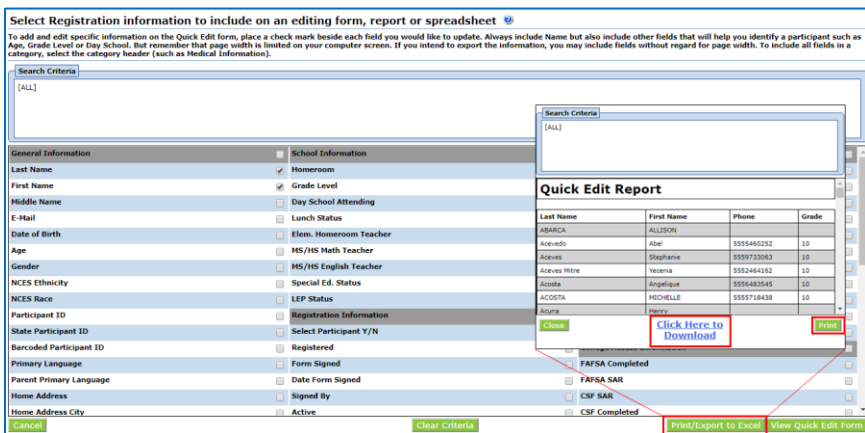 Select Registration information to include on an editing form, report or spreadsheet
To add and edit specific information on the Quick Edit form, place a check mark beside each field you would like to update. Always include Name but also include other fields that will help you identify a participant such as
Age, Grade Level or Day School. But remember that page width is limited on your computer screen. If you intend to export the information, you may include fields without regard for page width. To include all fields in a
category, select the category header (such as Medical Information).
Search Criteria
[ALL]
General Information
Last Name
First Name
Middle Name
E-Mail
Date of Birth
Age
Gender
NCES Ethnicity
NCES Race
Participant ID
State Participant ID
Barcoded Participant ID
Primary Language
Parent Primary Language
Home Address
Home Address City
School Information
Homeroom
Grade Level
Day School Attending
Lunch Status
Elem. Homeroom Teacher
MS/HS Math Teacher
MS/HS English Teacher
Special Ed. Status
LEP Status
Registration Information
Select Participant Y/N
Registered
Form Signed
Date Form Signed
Signed By
Active
FAFSA Completed
FAFSA SAR
CSF SAR
CSF Completed
Search Criteria
[ALL]
Quick Edit Report
Last Name First Name Phone Grade
ABARCA ALLISON
Acevedo Abel 5555460252 10
Aceves Stephanie 5559733063 10
Aceves Mitre Yecenia 5552464162 10
Acosta Angelique 5556483545 10
ACOSTA MICHELLE 5555718438 10
Acuna Henry
Close
Click Here to
Download
Print
Cancel
Clear Criteria
Print/Export to Excel
View Quick Edit Form